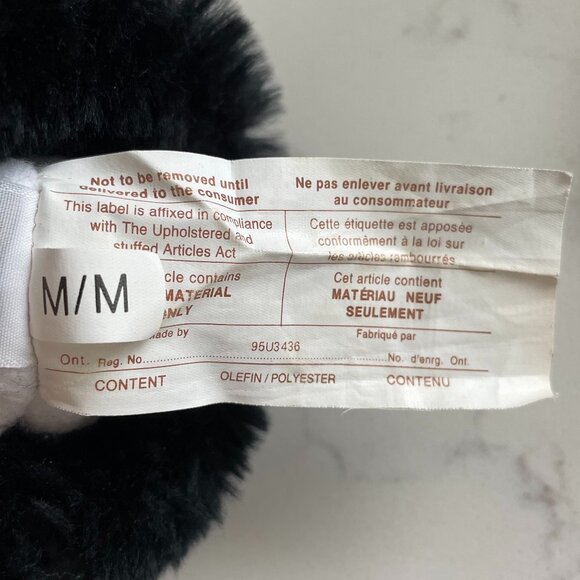 Not to be removed until
delivered to the consumer
Ne pas enlever avant livraison
au consommateur
This label is affixed in compliance
with The Upholstered and
stuffed Articles Act
Cette étiquette est apposée
conformément à la loi sur
les articles rembourrés
M/M
article contains
MATERIAL
ONLY
Cet article contient
MATÉRIAU NEUF
SEULEMENT
Made by
Fabriqué par
95U3436
Ont. Reg. No.
No. d'enrg. Ont.
CONTENT
OLEFIN/POLYESTER
CONTENU